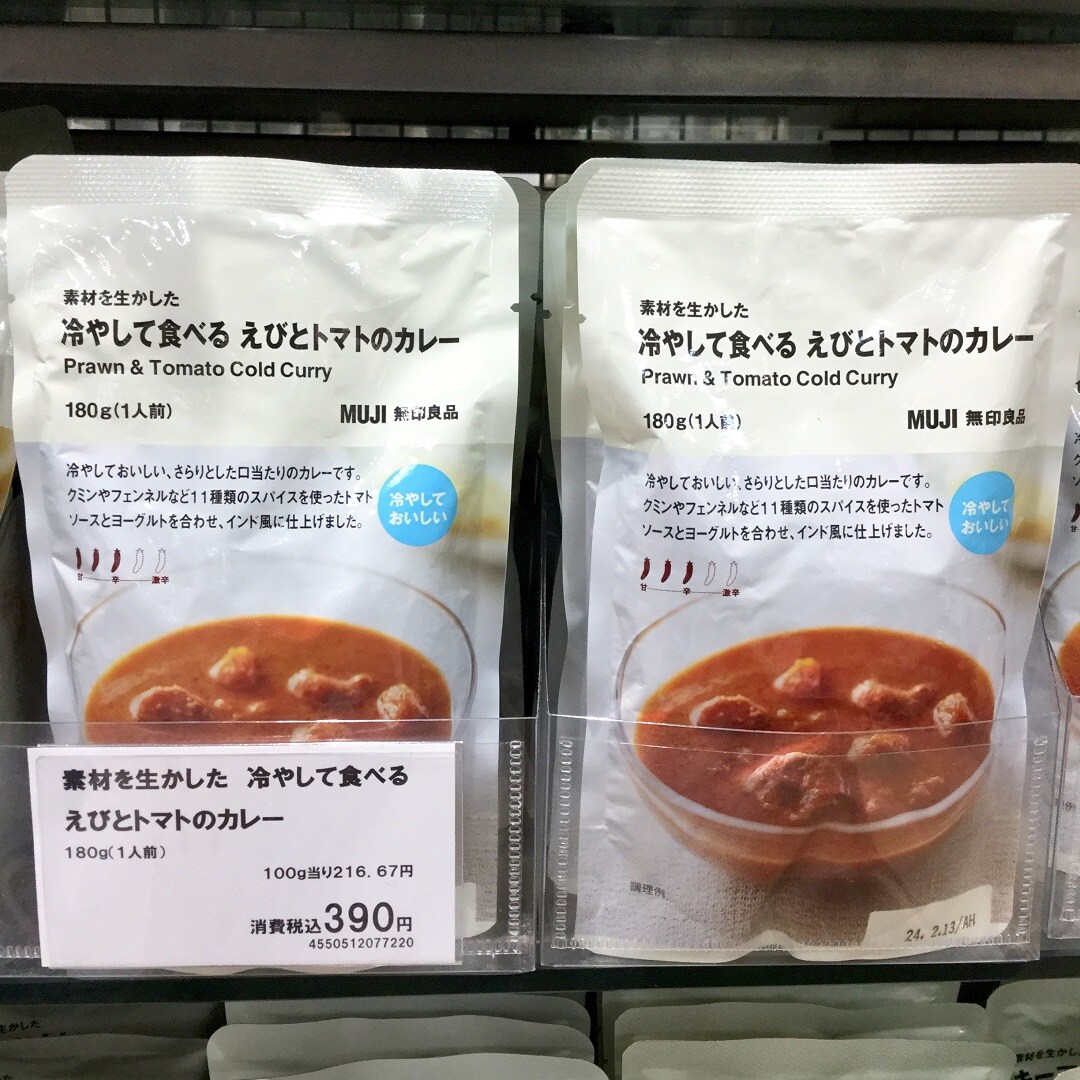 素材を生かした
冷やして食べる えびとトマトのカレー
Prawn & Tomato Cold Curry
180g(1人前)
MUJI 無印良品
冷やしておいしい、さらりとした口当たりのカレーです。
クミンやフェンネルなど11種類のスパイスを使ったトマト
ソースとヨーグルトを合わせ、インド風に仕上げました。
冷やして
おいしい
甘 辛 激辛
素材を生かした 冷やして食べる
えびとトマトのカレー
180g(1人前)
100g当り216.67円
消費税込390円
4550512077220
素材を生かした
冷やして食べる えびとトマトのカレー
Prawn & Tomato Cold Curry
180g(1人前)
MUJI 無印良品
冷やしておいしい、さらりとした口当たりのカレーです。
クミンやフェンネルなど11種類のスパイスを使ったトマト
ソースとヨーグルトを合わせ、インド風に仕上げました。
冷やして
おいしい
甘 辛 激辛
調理例
24. 2.13/AH
素材を生かした